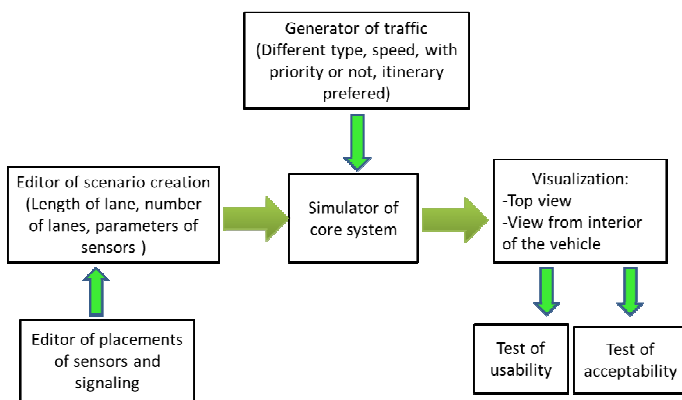 Generator of traffic
(Different type, speed, with
priority or not, itinerary
prefered)
Editor of scenario creation
(Length of lane, number
of lanes, parameters of
sensors )
Simulator of
core system
Visualization:
-Top view
-View from interior
of the vehicle
Editor of placements
of sensors and
signaling
Test of
usability
Test of
acceptability